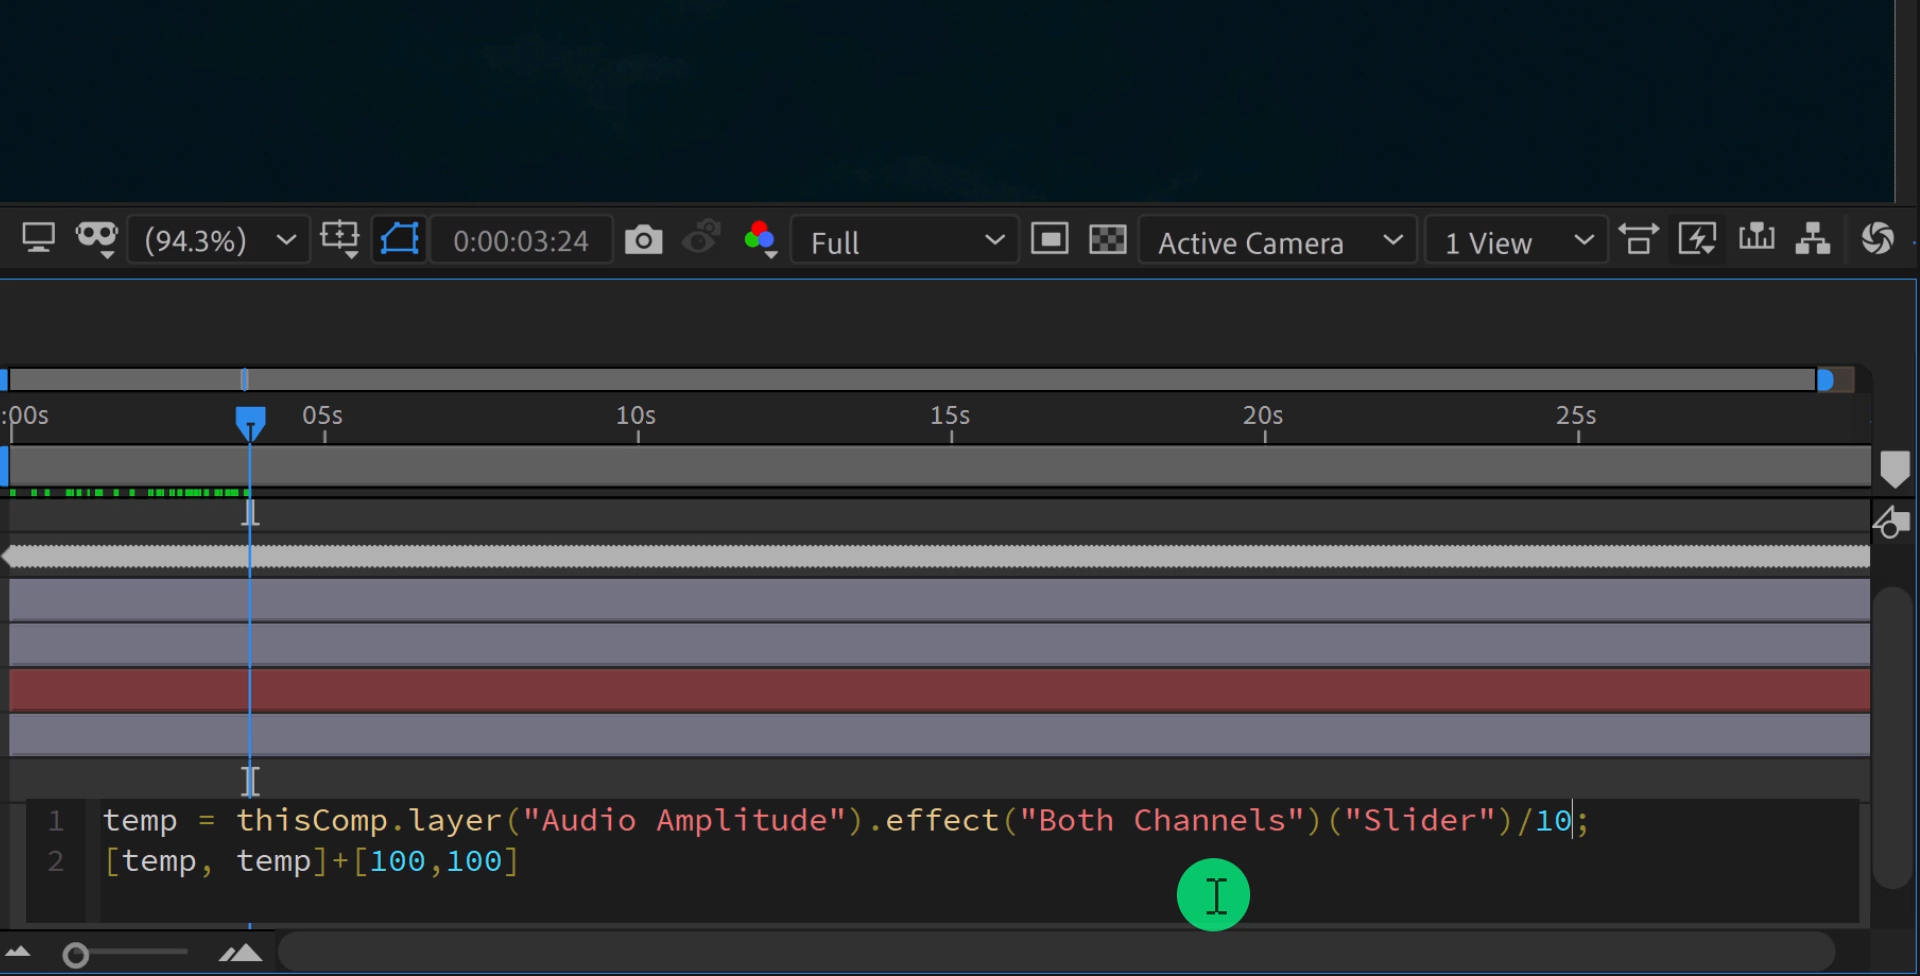 (94.3%) 0:00:03:24 Full Active Camera 1 View
:00s 05s 10s 15s 20s 25s
1 temp = thisComp.layer("Audio Amplitude").effect("Both Channels")("Slider")/10;
2 [temp, temp]+[100,100]